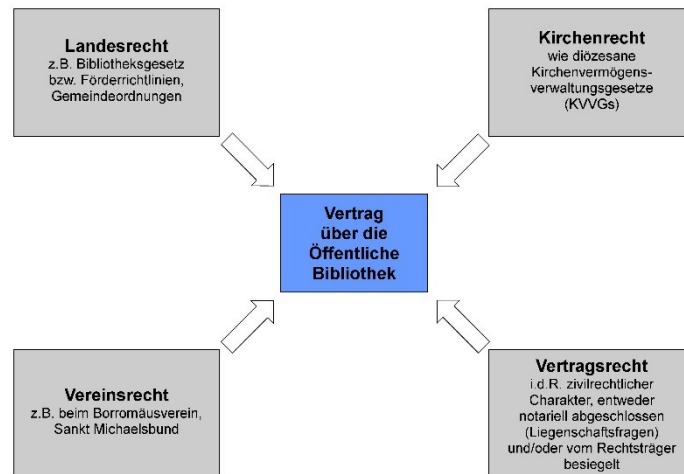 Landesrecht
z.B. Bibliotheksgesetz
bzw. Förderrichtlinien,
Gemeindeordnungen
Kirchenrecht
wie diözesane
Kirchenvermögens-
verwaltungsgesetze
(KVVGs)
Vertrag
über die
Öffentliche
Bibliothek
Vereinsrecht
z.B. beim Borromäusverein,
Sankt Michaelsbund
Vertragsrecht
i.d.R. zivilrechtlicher
Charakter, entweder
notariell abgeschlossen
(Liegenschaftsfragen)
und/oder vom Rechtsträger
besiegelt